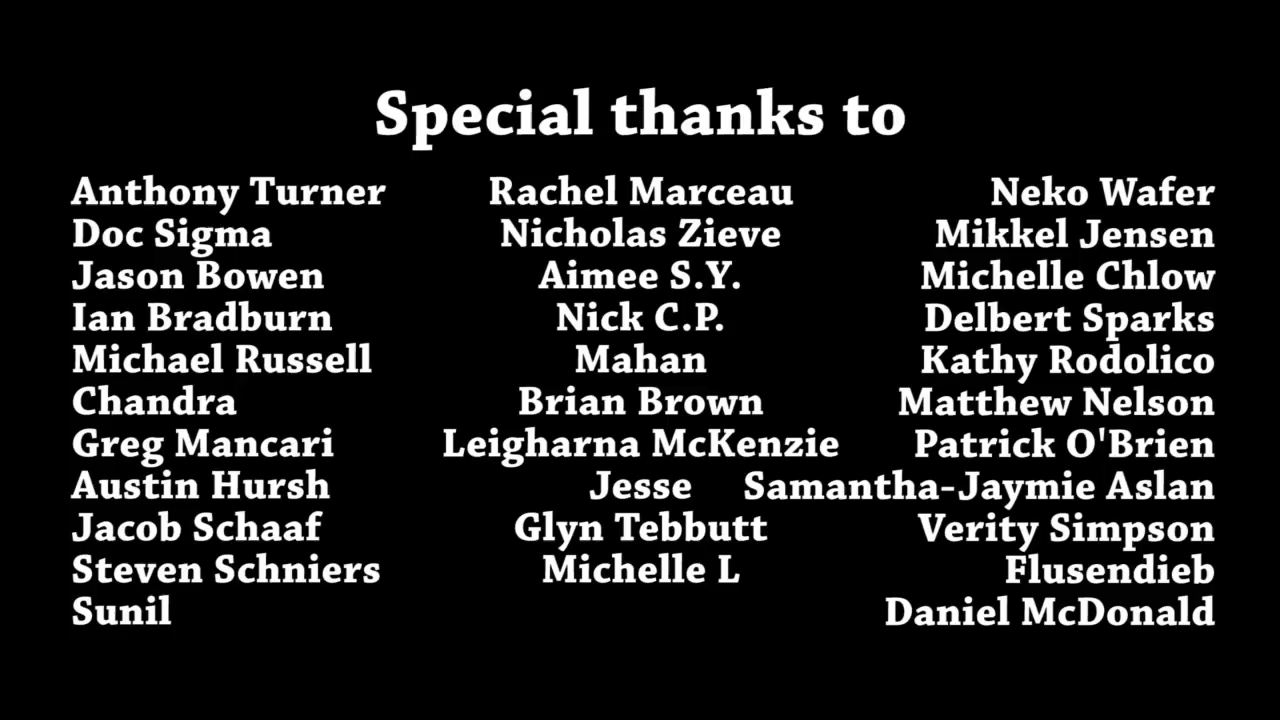 Special thanks to
Anthony Turner
Doc Sigma
Jason Bowen
Ian Bradburn
Michael Russell
Chandra
Greg Mancari
Austin Hursh
Jacob Schaaf
Steven Schniers
Sunil
Rachel Marceau
Nicholas Zieve
Aimee S.Y.
Nick C.P.
Mahan
Brian Brown
Leigharna McKenzie
Jesse
Glyn Tebbutt
Michelle L
Neko Wafer
Mikkel Jensen
Michelle Chlow
Delbert Sparks
Kathy Rodolico
Matthew Nelson
Patrick O'Brien
Samantha-Jaymie Aslan
Verity Simpson
Flusendieb
Daniel McDonald